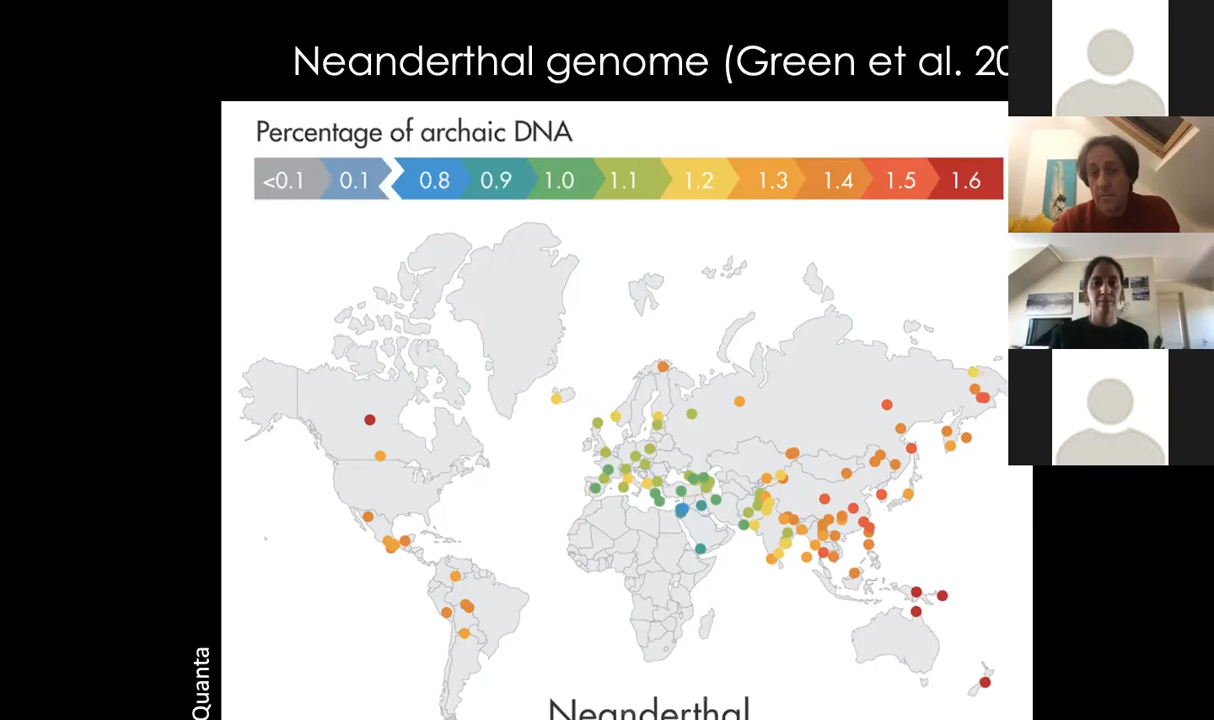 Neanderthal genome (Green et al. 20
Percentage of archaic DNA
<0.1 0.1 0.8 0.9 1.0 1.1 1.2 1.3 1.4 1.5 1.6
Quanta
Neanderthal